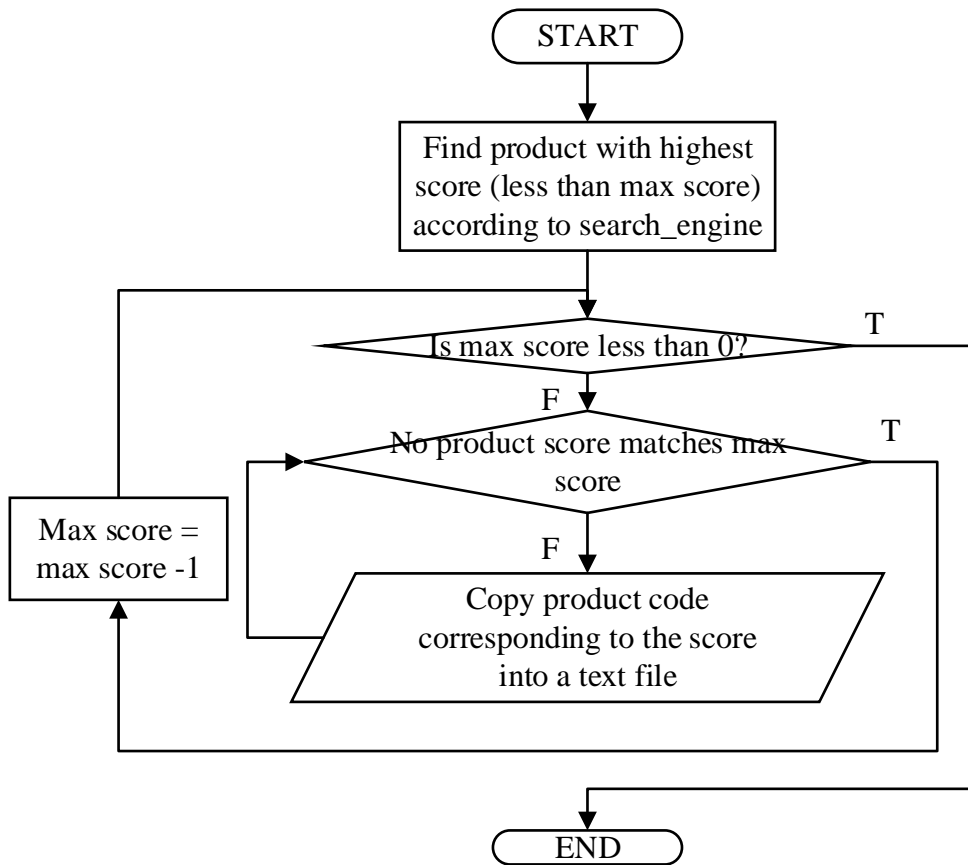 START
Find product with highest
score (less than max score)
according to search_engine
Is max score less than 0?
T
F
No product score matches max
score
T
F
Max score =
max score -1
Copy product code
corresponding to the score
into a text file
END